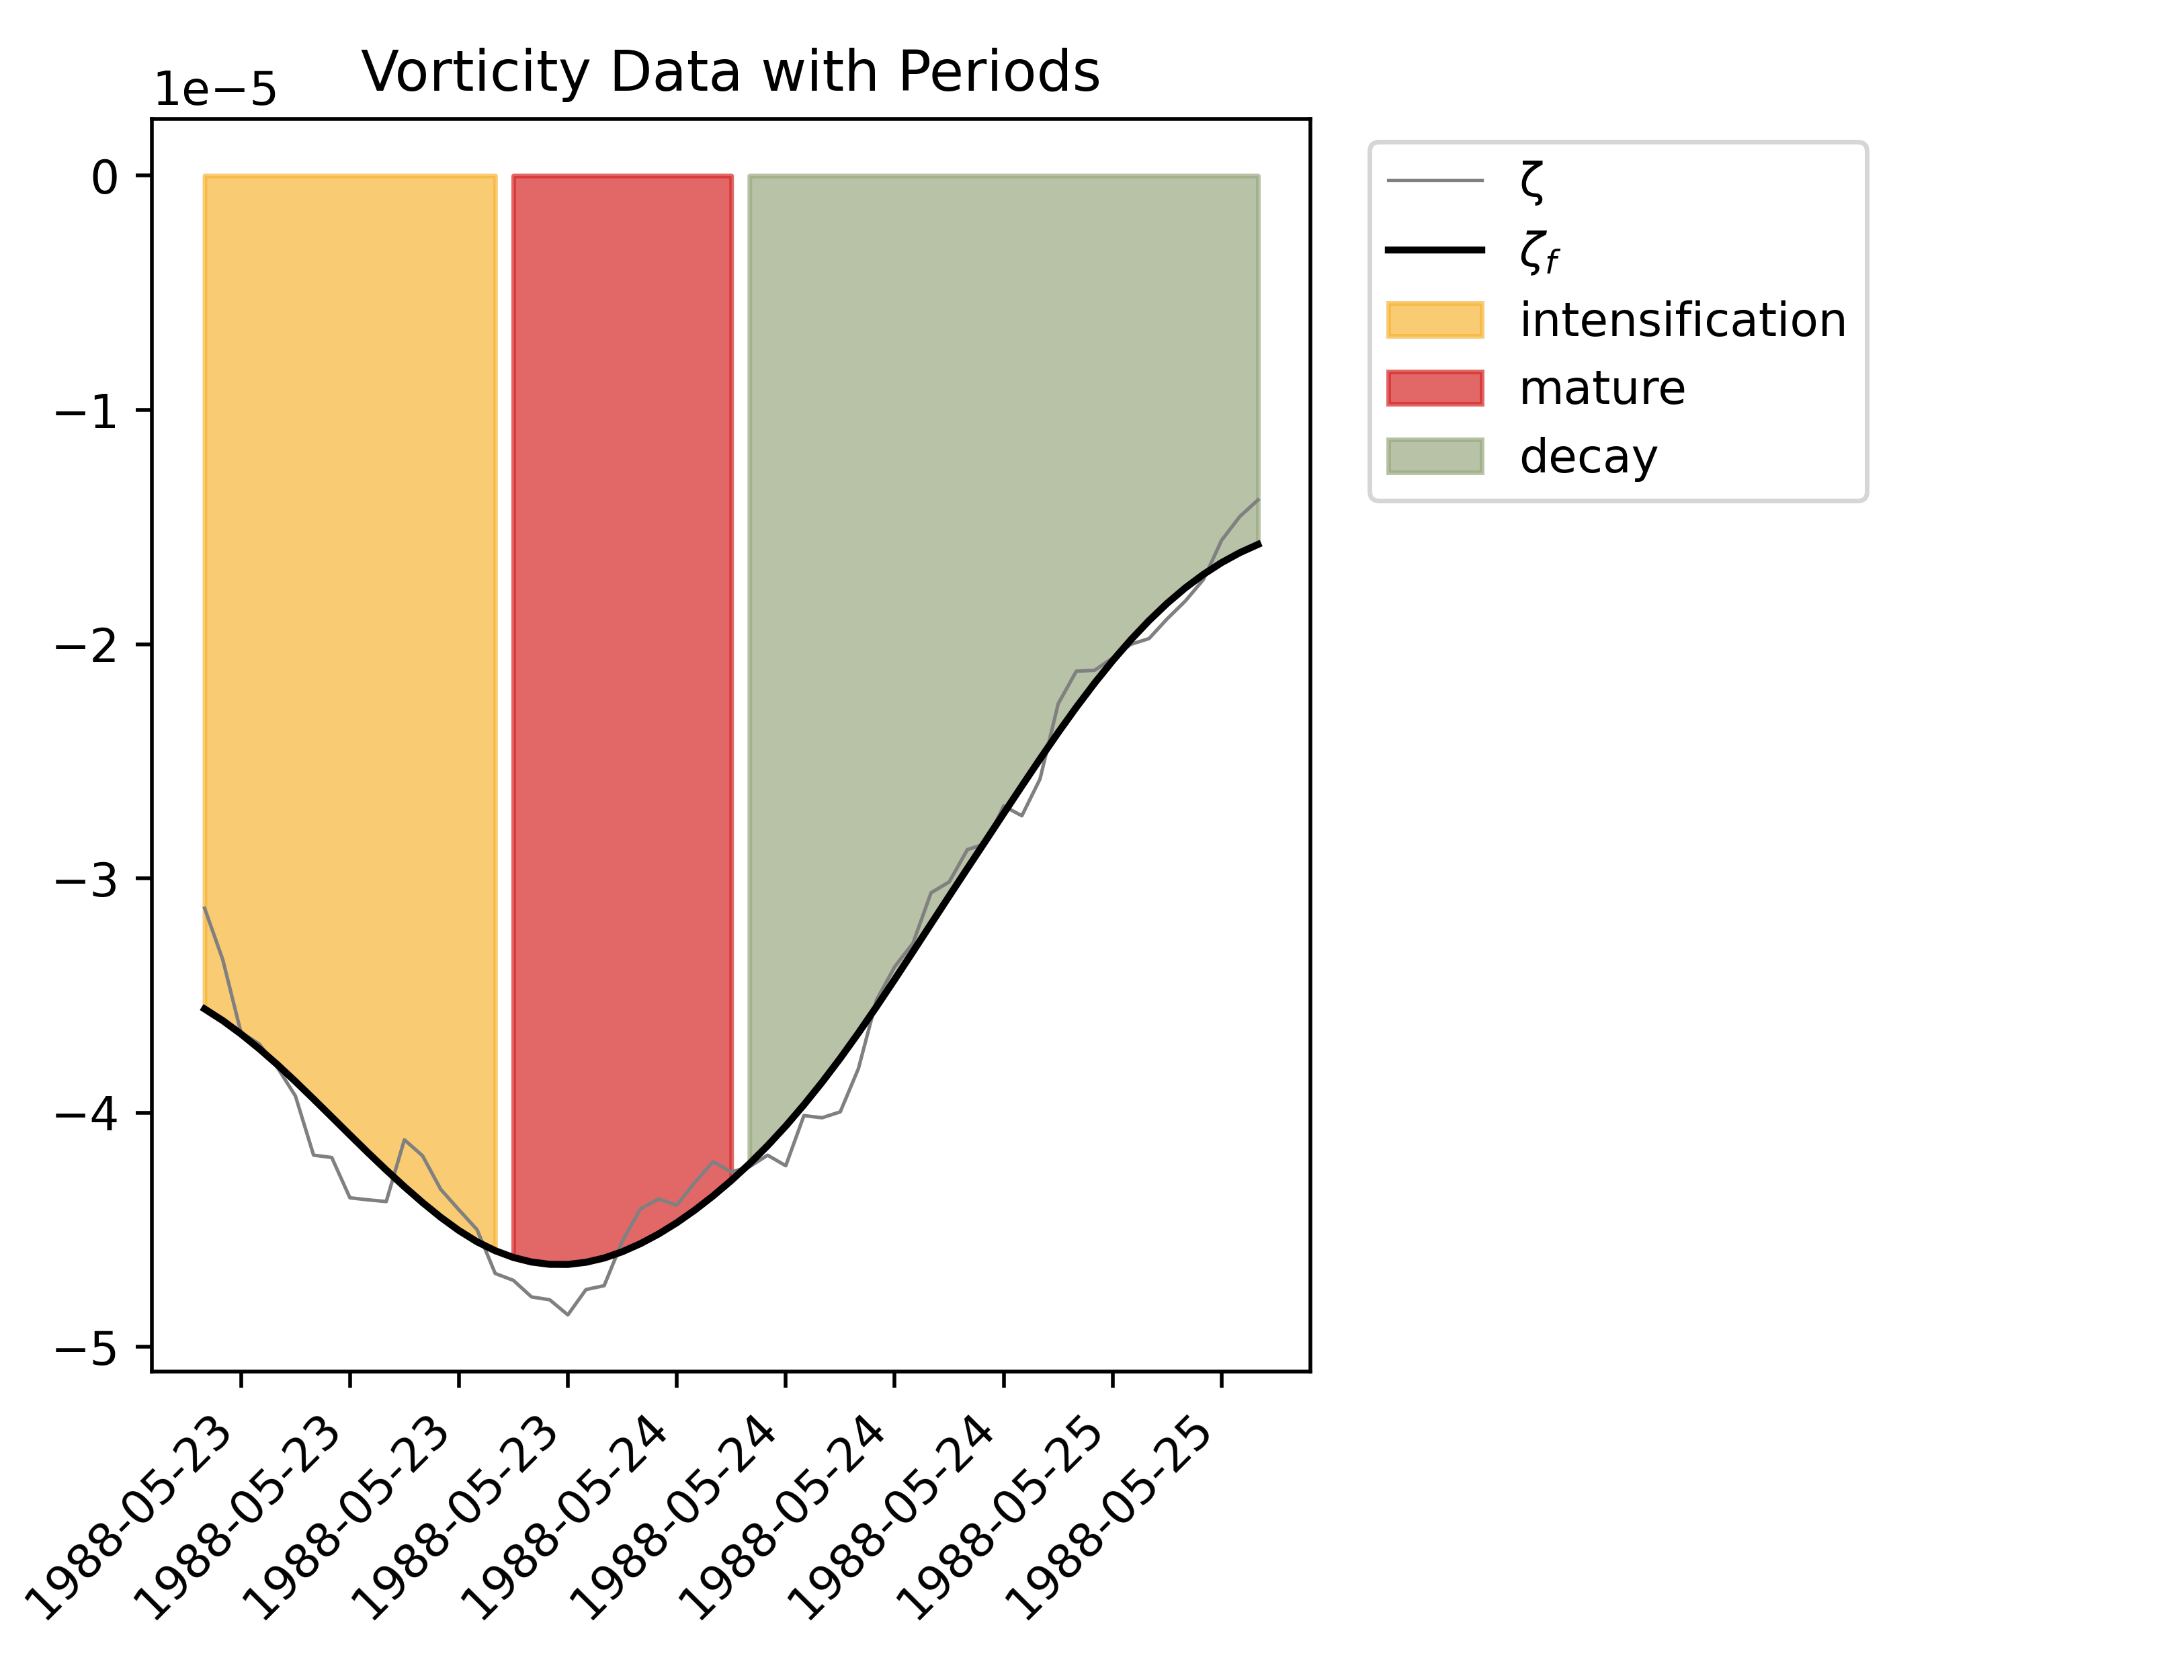 Vorticity Data with Periods
1e−5
0
−1
−2
−3
−4
−5
1988-05-23
1988-05-23
1988-05-23
1988-05-23
1988-05-24
1988-05-24
1988-05-24
1988-05-24
1988-05-25
1988-05-25
ζ
ζf
intensification
mature
decay